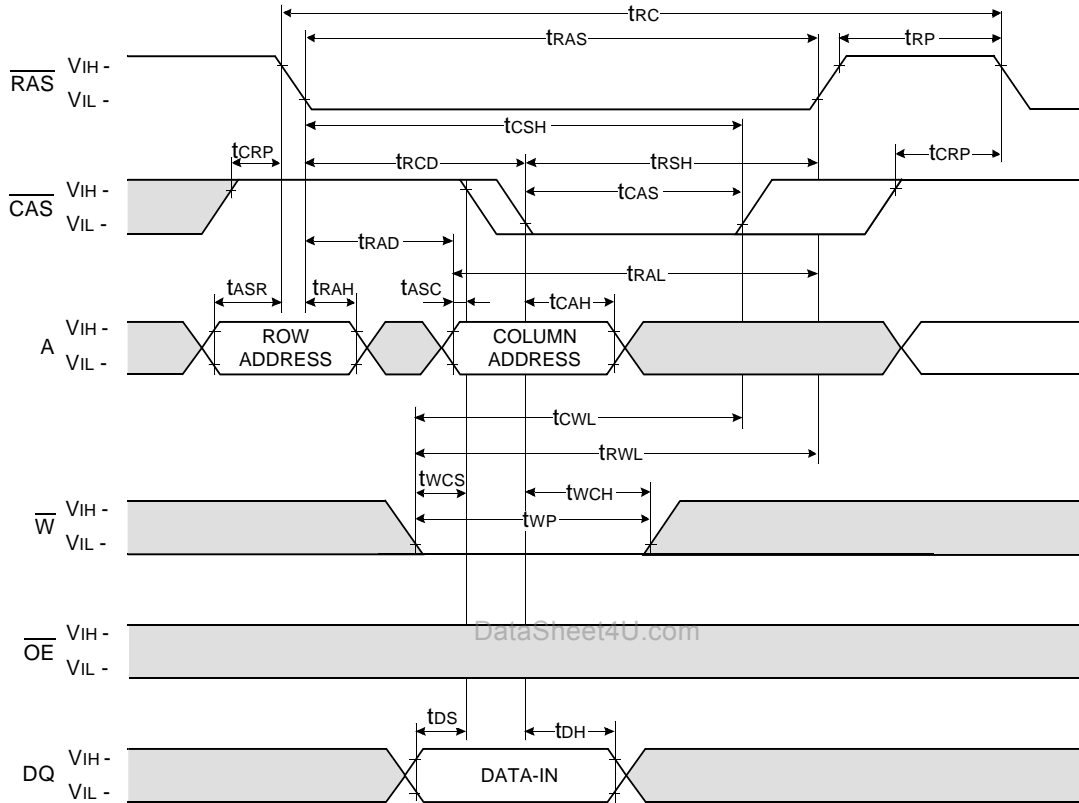 tRC
tRAS
tRP
RAS
VIH -
VIL -
tCSH
tCRP
tRCD
tRSH
tCRP
CAS
VIH -
VIL -
tCAS
tRAD
tRAL
tASR
tRAH
tASC
tCAH
A
VIH -
VIL -
ROW
ADDRESS
COLUMN
ADDRESS
tCWL
tRWL
tWCS
tWCH
W
VIH -
VIL -
tWP
OE
VIH -
VIL -
DataSheet4U.com
tDS
tDH
DQ
VIH -
VIL -
DATA-IN